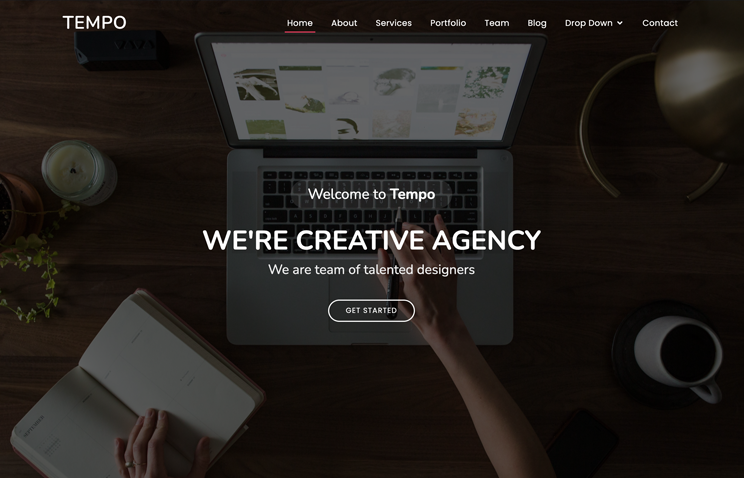 TEMPO
Home About Services Portfolio Team Blog Drop Down Contact
Welcome to Tempo
WE'RE CREATIVE AGENCY
We are team of talented designers
GET STARTED